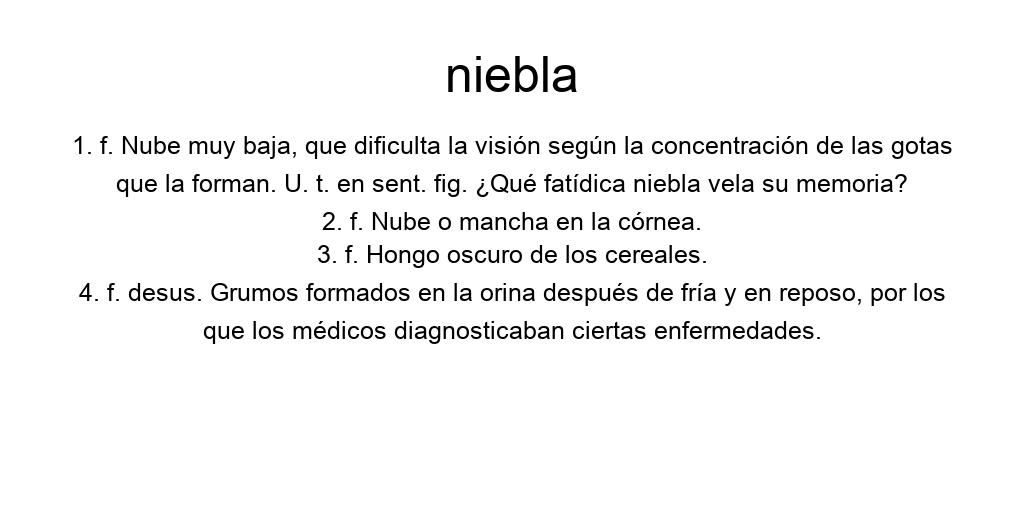 niebla
1. f. Nube muy baja, que dificulta la visión según la concentración de las gotas
que la forman. U. t. en sent. fig. ¿Qué fatídica niebla vela su memoria?
2. f. Nube o mancha en la córnea.
3. f. Hongo oscuro de los cereales.
4. f. desus. Grumos formados en la orina después de fría y en reposo, por los
que los médicos diagnosticaban ciertas enfermedades.